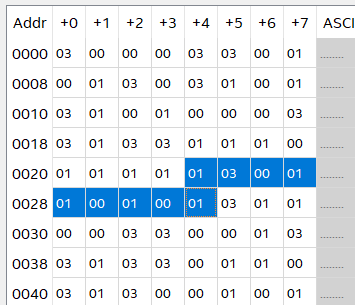 Addr +0 +1 +2 +3 +4 +5 +6 +7 ASCI
0000 03 00 00 00 03 03 00 01 ........
0008 00 01 03 00 03 01 00 01 ........
0010 03 01 00 01 00 00 00 03 ........
0018 03 01 03 03 01 01 01 00 ........
0020 01 01 01 01 01 03 00 01 ........
0028 01 00 01 00 01 03 01 01 ........
0030 00 00 03 03 00 00 01 03 ........
0038 03 01 03 03 00 01 01 00 ........
0040 03 01 03 00 00 00 01 01 ........